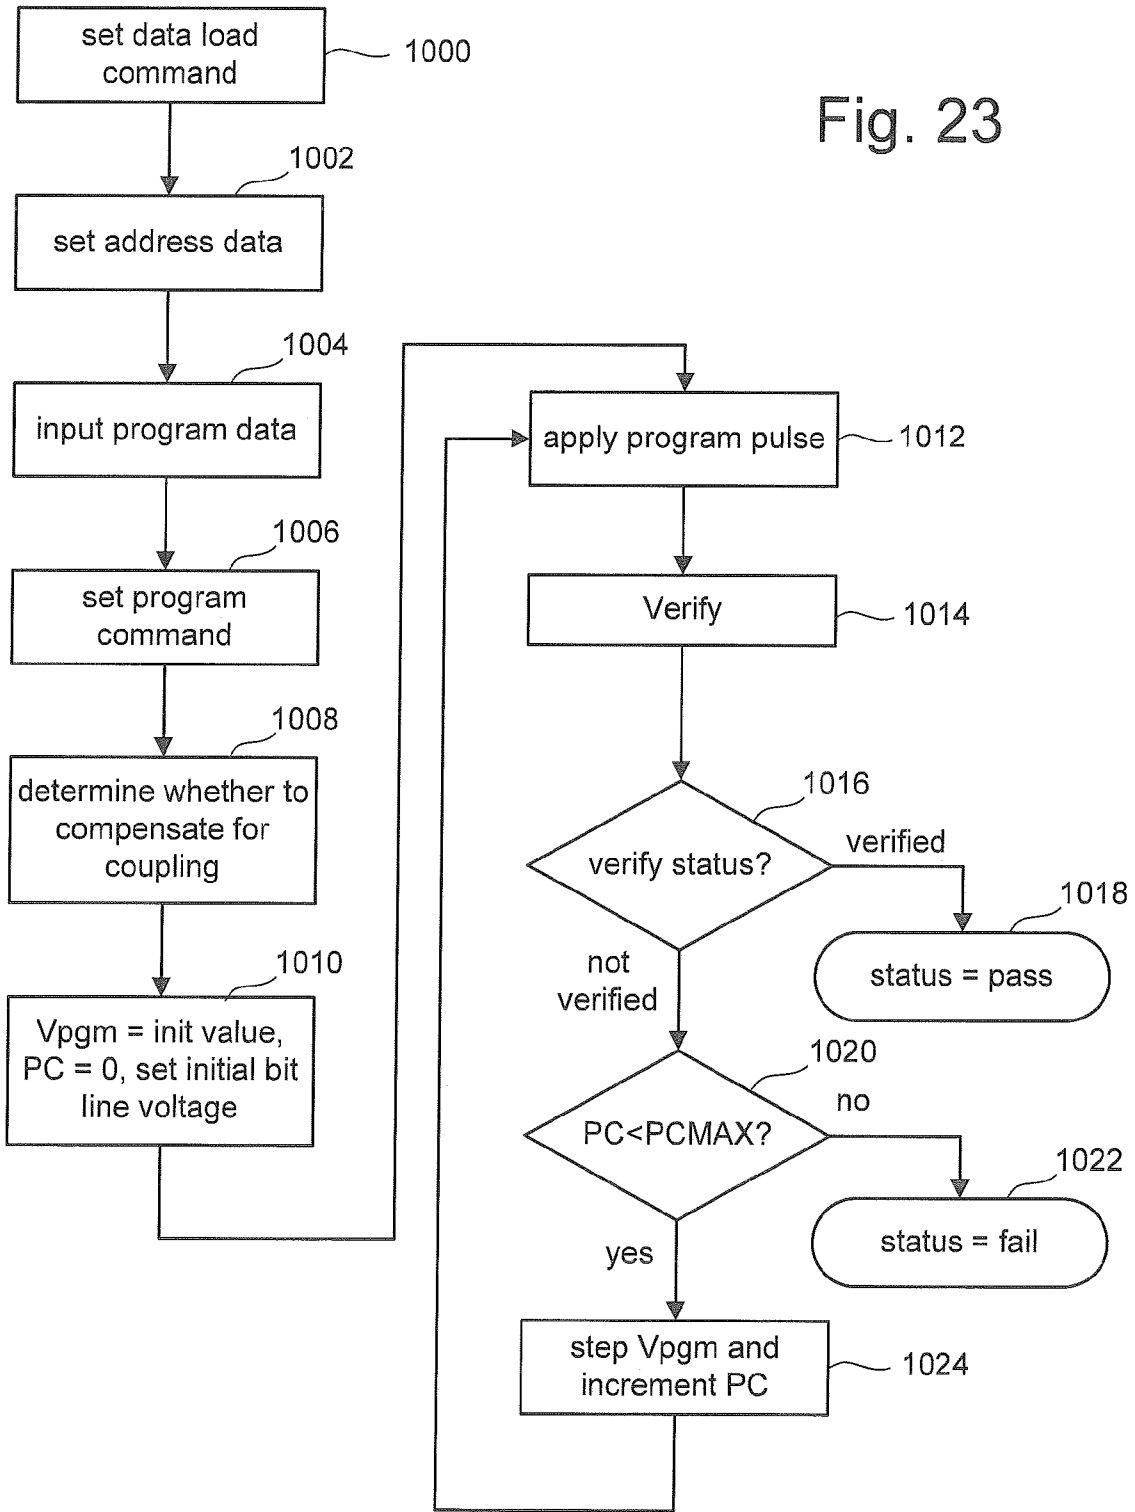 set data load
command
1000
Fig. 23
1002
set address data
1004
input program data
1006
set program
command
1008
determine whether to
compensate for
coupling
1010
Vpgm = init value,
PC = 0, set initial bit
line voltage
apply program pulse
1012
Verify
1014
1016
verify status?
verified
1018
status = pass
not
verified
1020
PC<PCMAX?
no
1022
status = fail
yes
step Vpgm and
increment PC
1024